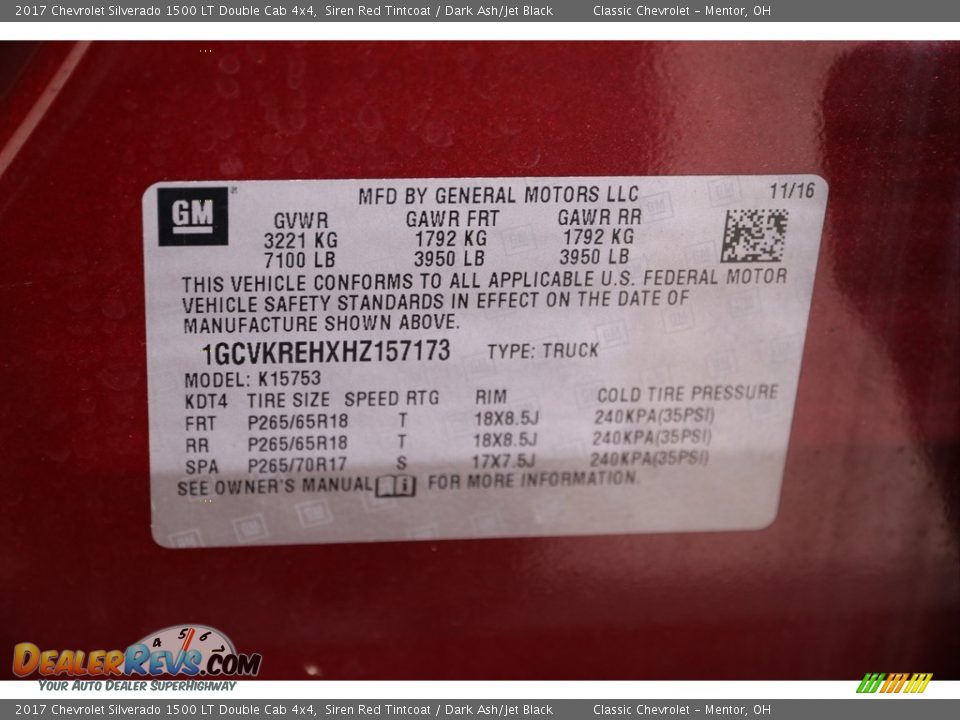 2017 Chevrolet Silverado 1500 LT Double Cab 4x4, Siren Red Tintcoat / Dark Ash/Jet Black Classic Chevrolet - Mentor, OH
GM
MFD BY GENERAL MOTORS LLC 11/16
GVWR GAWR FRT GAWR RR
3221 KG 1792 KG 1792 KG
7100 LB 3950 LB 3950 LB
THIS VEHICLE CONFORMS TO ALL APPLICABLE U.S. FEDERAL MOTOR
VEHICLE SAFETY STANDARDS IN EFFECT ON THE DATE OF
MANUFACTURE SHOWN ABOVE.
1GCVKREHXHZ157173 TYPE: TRUCK
MODEL: K15753
KDT4 TIRE SIZE SPEED RTG RIM COLD TIRE PRESSURE
FRT P265/65R18 T 18X8.5J 240KPA(35PSI)
RR P265/65R18 T 18X8.5J 240KPA(35PSI)
SPA P265/70R17 S 17X7.5J 240KPA(35PSI)
SEE OWNER'S MANUAL i FOR MORE INFORMATION.
4 5 6
DEALERREVS.COM
YOUR AUTO DEALER SUPERHIGHWAY
2017 Chevrolet Silverado 1500 LT Double Cab 4x4, Siren Red Tintcoat / Dark Ash/Jet Black Classic Chevrolet - Mentor, OH